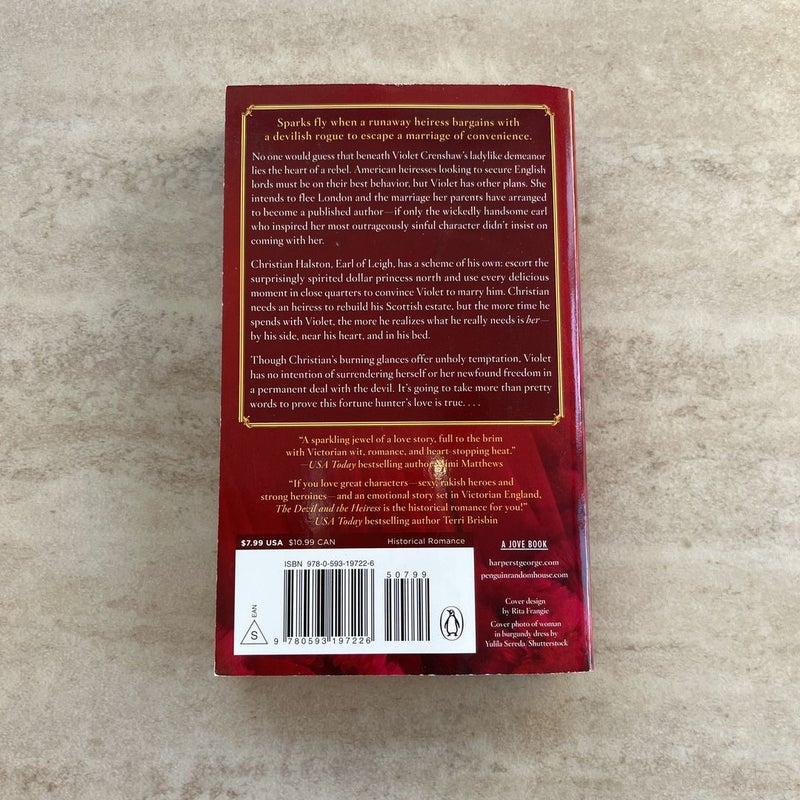 Sparks fly when a runaway heiress bargains with
a devilish rogue to escape a marriage of convenience.
No one would guess that beneath Violet Crenshaw's ladylike demeanor
lies the heart of a rebel. American heiresses looking to secure English
lords must be on their best behavior, but Violet has other plans. She
intends to flee London and the marriage her parents have arranged
to become a published author—if only the wickedly handsome earl
who inspired her most outrageously sinful character didn't insist on
coming with her.
Christian Halston, Earl of Leigh, has a scheme of his own: escort the
surprisingly spirited dollar princess north and use every delicious
moment in close quarters to convince Violet to marry him. Christian
needs an heiress to rebuild his Scottish estate, but the more time he
spends with Violet, the more he realizes what he really needs is her—
by his side, near his heart, and in his bed.
Though Christian's burning glances offer unholy temptation, Violet
has no intention of surrendering herself or her newfound freedom in
a permanent deal with the devil. It's going to take more than pretty
words to prove this fortune hunter's love is true. . . .
"A sparkling jewel of a love story, full to the brim
with Victorian wit, romance, and heart-stopping heat."
—USA Today bestselling author Mimi Matthews
"If you love great characters—sexy, rakish heroes and
strong heroines—and an emotional story set in Victorian England,
The Devil and the Heiress is the historical romance for you!"
—USA Today bestselling author Terri Brisbin
$7.99 USA $10.99 CAN Historical Romance
ISBN 978-0-593-19722-6
50799
EAN
S
9 780593 197226
A JOVE BOOK
harperstgeorge.com
penguinrandomhouse.com
Cover design
by Rita Frangie
Cover photo of woman
in burgundy dress by
Yulila Sereda/Shutterstock